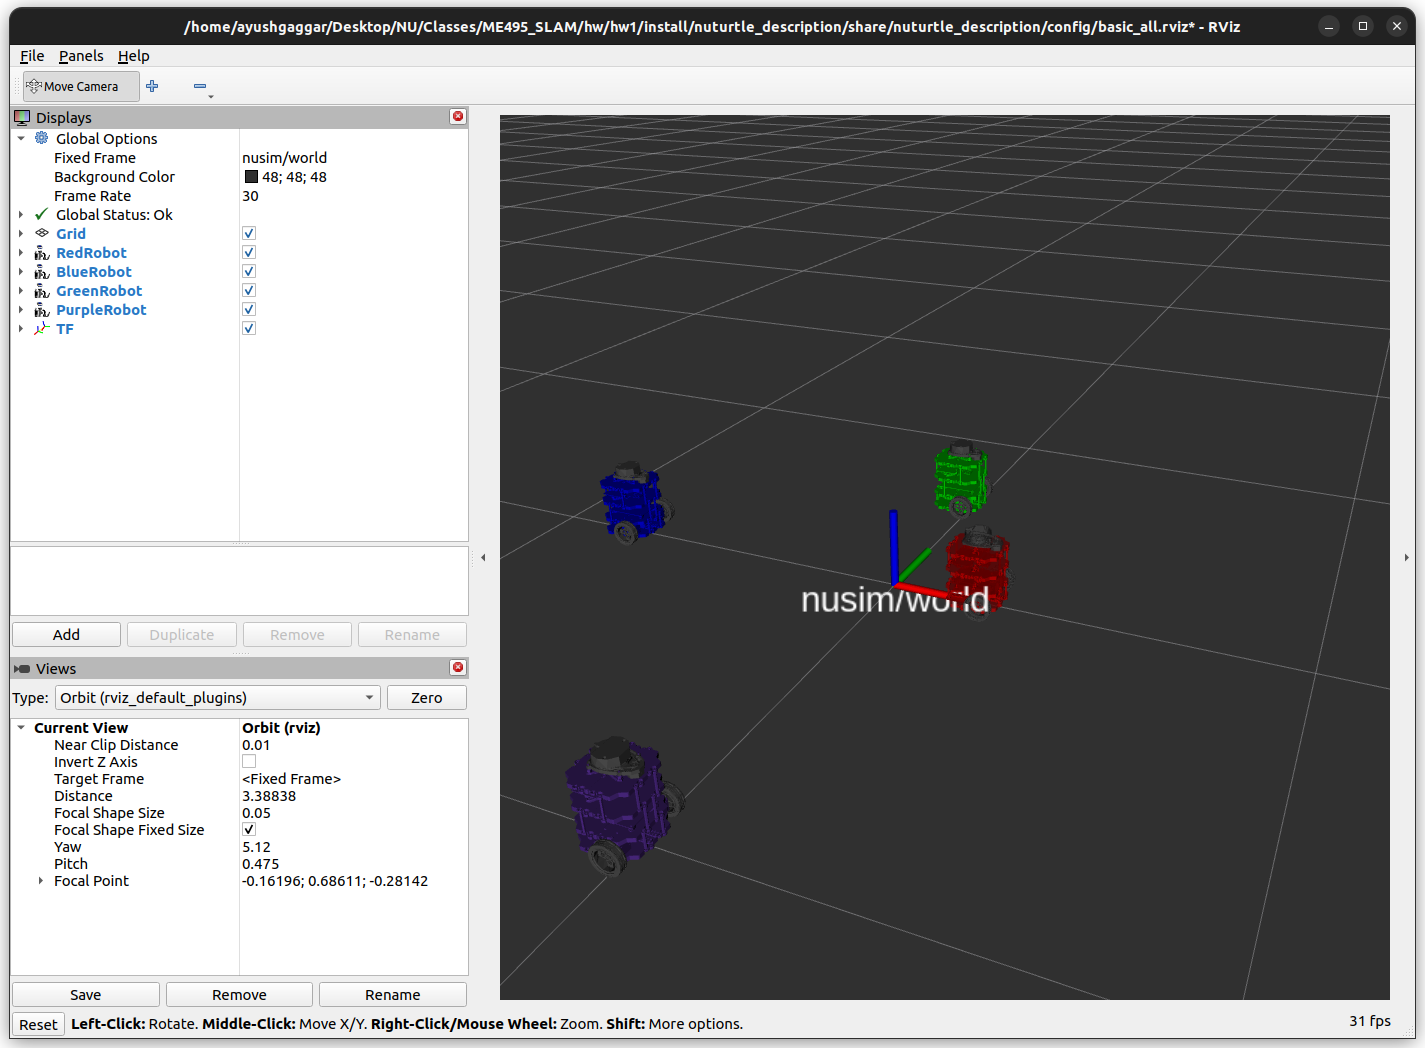 /home/ayushgaggar/Desktop/NU/Classes/ME495_SLAM/hw/hw1/install/nuturtle_description/share/nuturtle_description/config/basic_all.rviz* - RViz
File Panels Help
Move Camera
Displays
Global Options
Fixed Frame nusim/world
Background Color 48; 48; 48
Frame Rate 30
Global Status: Ok
Grid
RedRobot
BlueRobot
GreenRobot
PurpleRobot
TF
Add Duplicate Remove Rename
Views
Type: Orbit (rviz_default_plugins) Zero
Current View Orbit (rviz)
Near Clip Distance 0.01
Invert Z Axis
Target Frame <Fixed Frame>
Distance 3.38838
Focal Shape Size 0.05
Focal Shape Fixed Size
Yaw 5.12
Pitch 0.475
Focal Point -0.16196; 0.68611; -0.28142
Save Remove Rename
nusim/world
Reset Left-Click: Rotate. Middle-Click: Move X/Y. Right-Click/Mouse Wheel: Zoom. Shift: More options. 31 fps